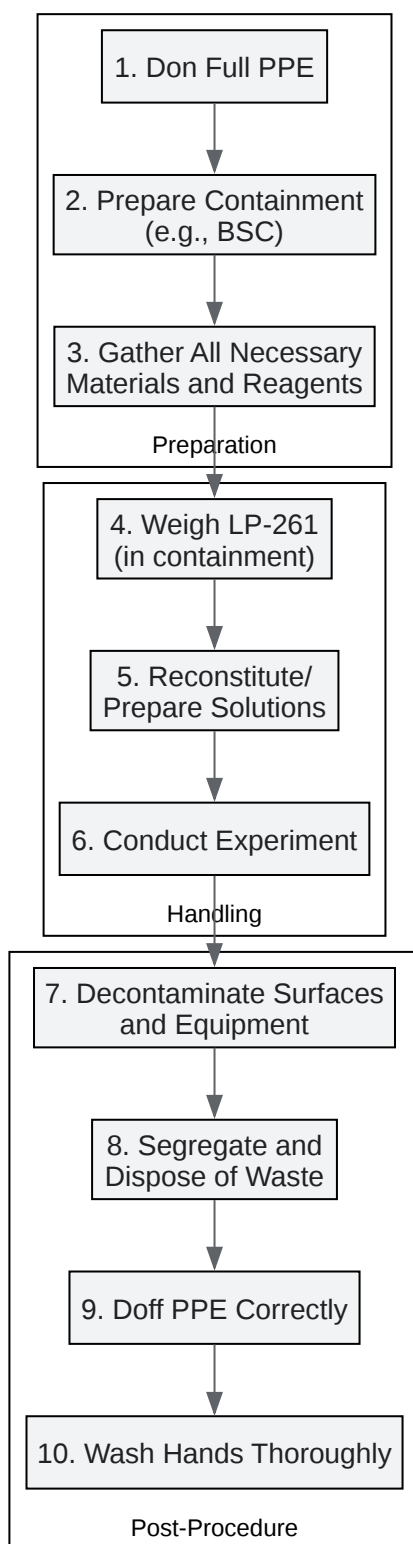 1. Don Full PPE
2. Prepare Containment
(e.g., BSC)
3. Gather All Necessary
Materials and Reagents
Preparation
4. Weigh LP-261
(in containment)
5. Reconstitute/
Prepare Solutions
6. Conduct Experiment
Handling
7. Decontaminate Surfaces
and Equipment
8. Segregate and
Dispose of Waste
9. Doff PPE Correctly
10. Wash Hands Thoroughly
Post-Procedure